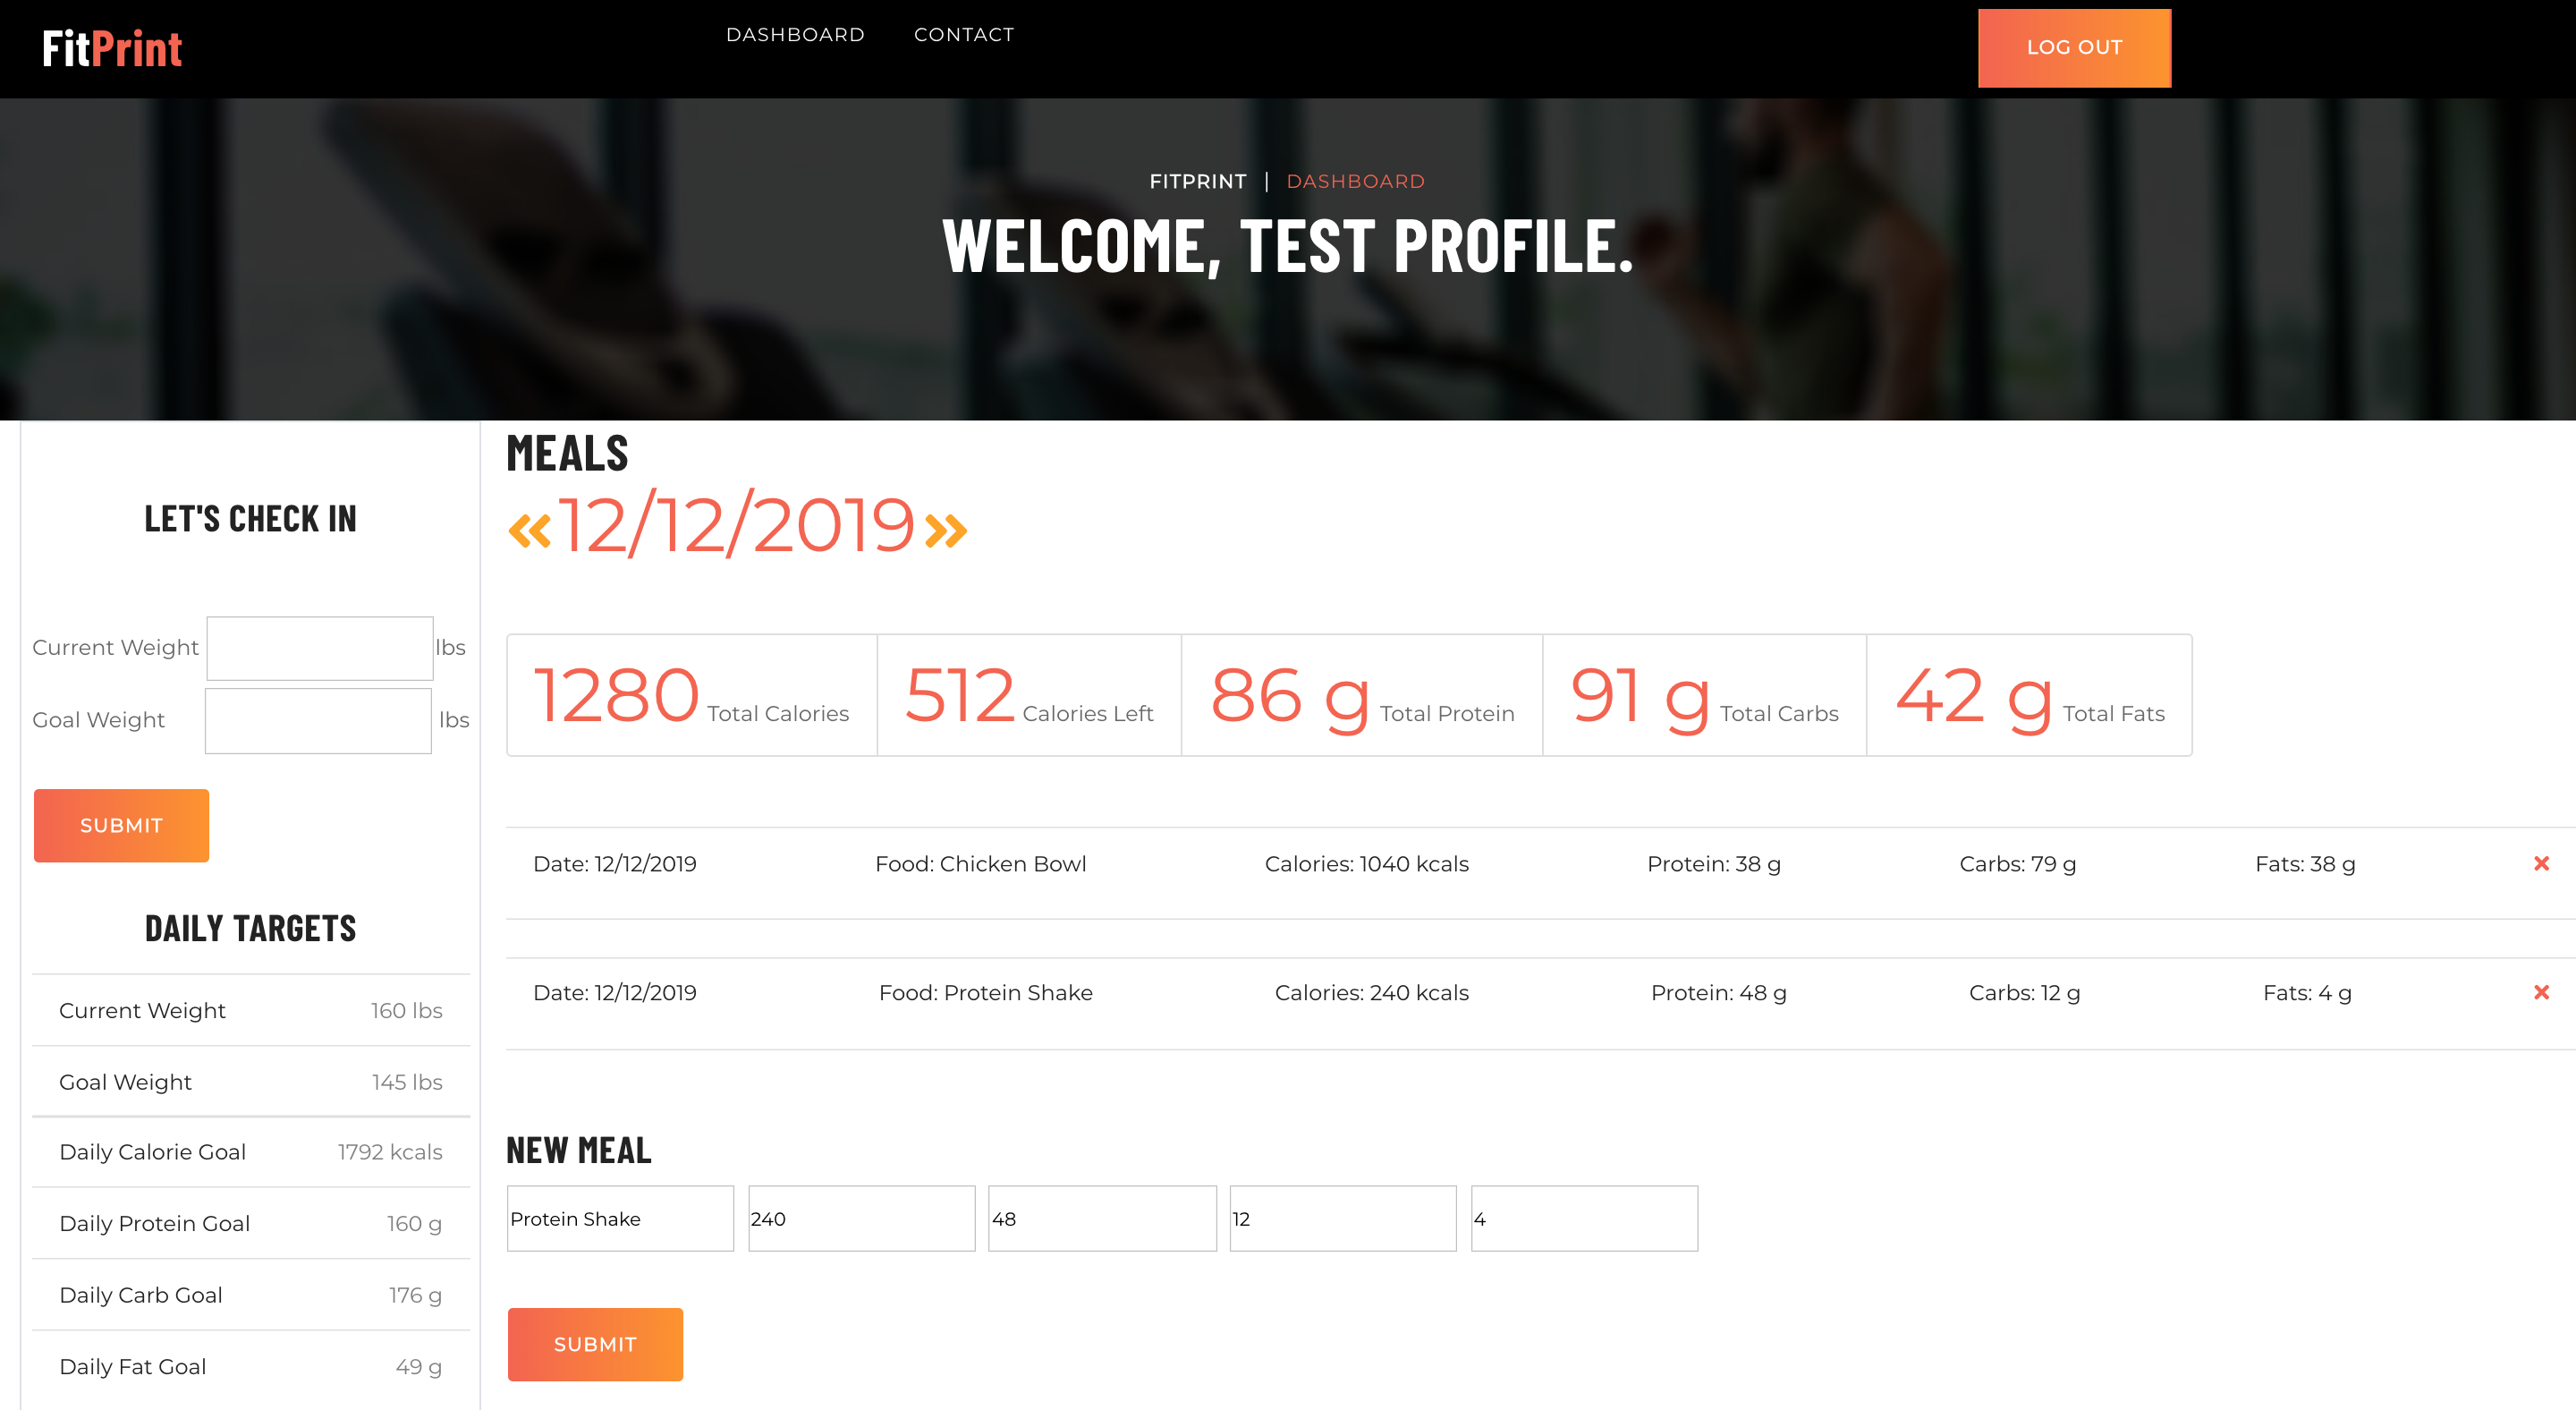 FitPrint
DASHBOARD CONTACT
LOG OUT
FITPRINT | DASHBOARD
WELCOME, TEST PROFILE.
LET'S CHECK IN
Current Weight lbs
Goal Weight lbs
SUBMIT
DAILY TARGETS
Current Weight 160 lbs
Goal Weight 145 lbs
Daily Calorie Goal 1792 kcals
Daily Protein Goal 160 g
Daily Carb Goal 176 g
Daily Fat Goal 49 g
MEALS
«12/12/2019»
1280 Total Calories 512 Calories Left 86 g Total Protein 91 g Total Carbs 42 g Total Fats
Date: 12/12/2019 Food: Chicken Bowl Calories: 1040 kcals Protein: 38 g Carbs: 79 g Fats: 38 g
Date: 12/12/2019 Food: Protein Shake Calories: 240 kcals Protein: 48 g Carbs: 12 g Fats: 4 g
NEW MEAL
Protein Shake 240 48 12 4
SUBMIT